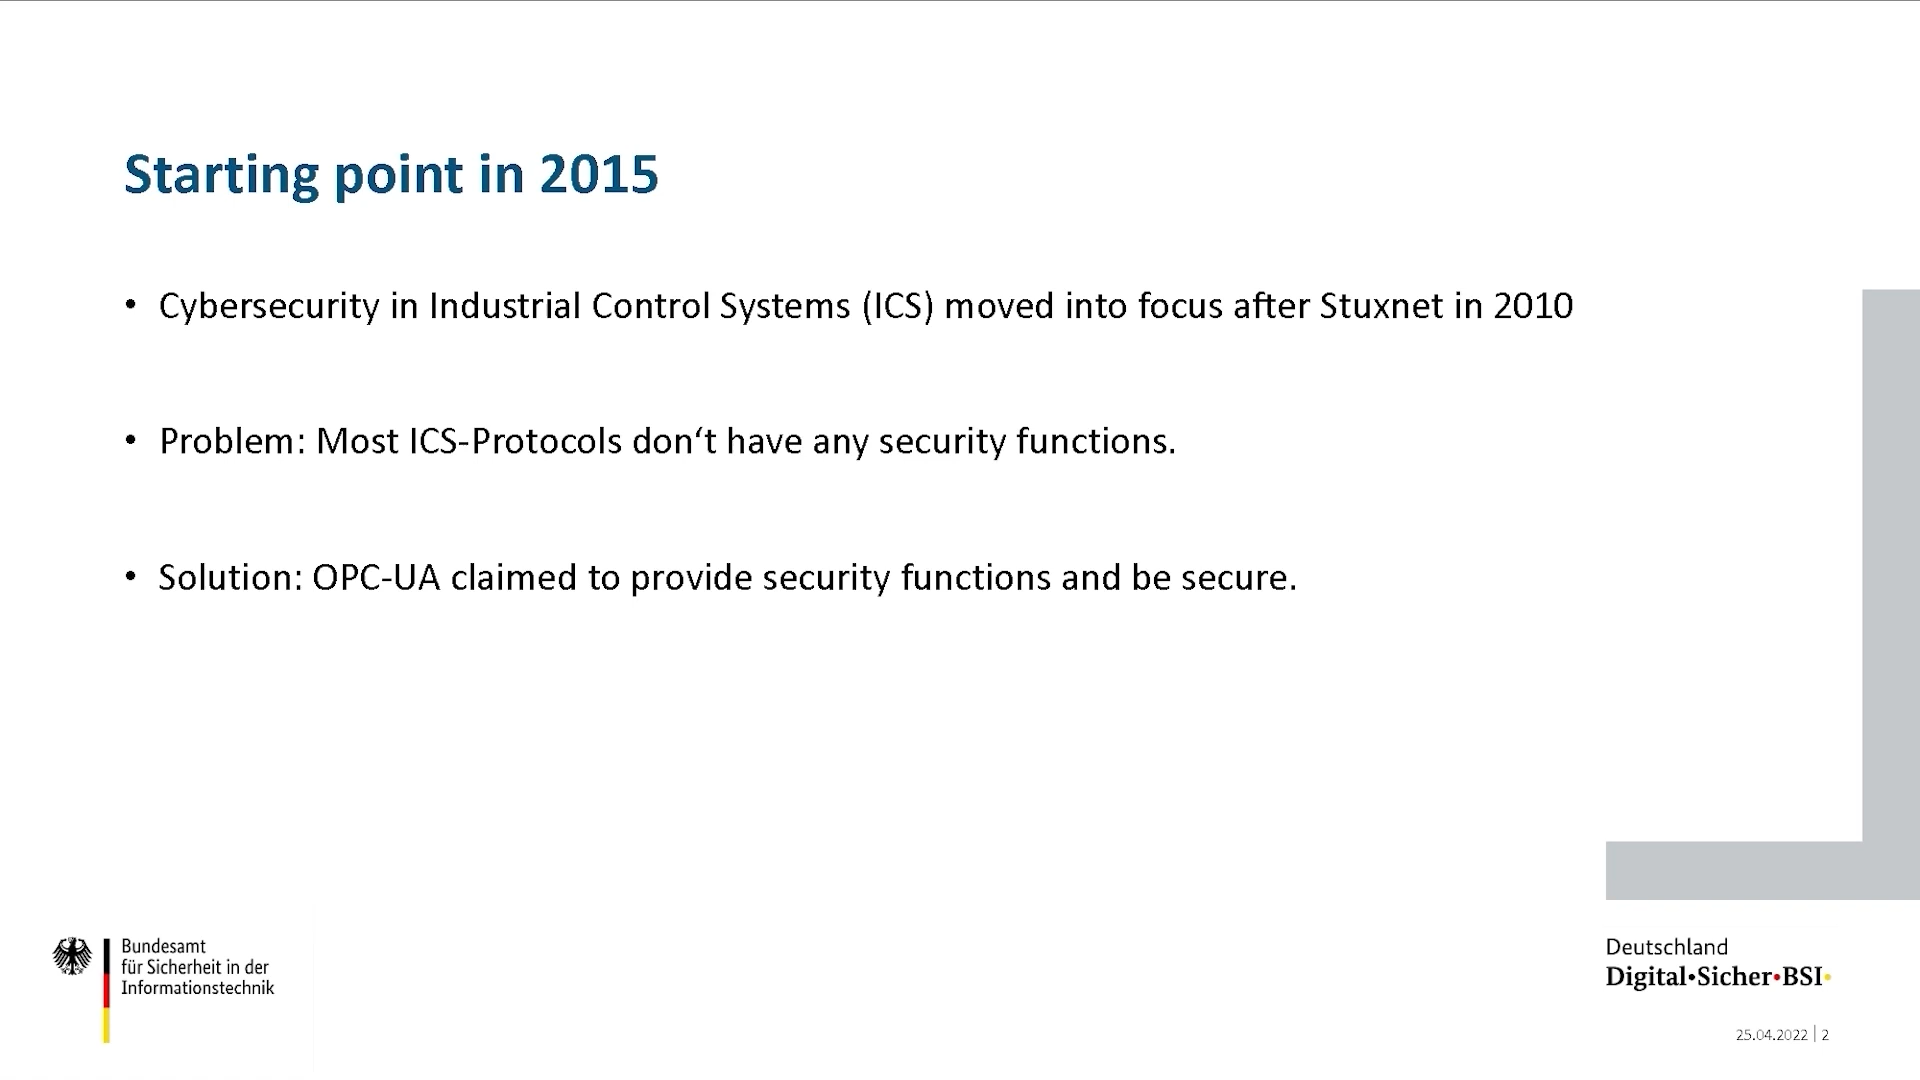 Starting point in 2015
• Cybersecurity in Industrial Control Systems (ICS) moved into focus after Stuxnet in 2010
• Problem: Most ICS-Protocols don‘t have any security functions.
• Solution: OPC-UA claimed to provide security functions and be secure.
Bundesamt
für Sicherheit in der
Informationstechnik
Deutschland
Digital•Sicher•BSI•
25.04.2022 | 2